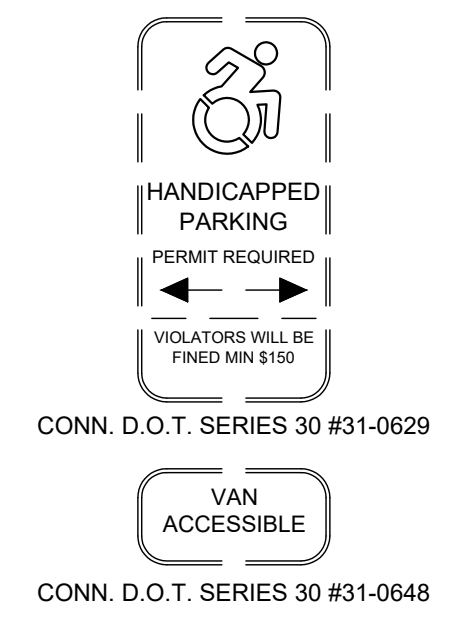 HANDICAPPED
PARKING
PERMIT REQUIRED
VIOLATORS WILL BE
FINED MIN $150
CONN. D.O.T. SERIES 30 #31-0629
VAN
ACCESSIBLE
CONN. D.O.T. SERIES 30 #31-0648